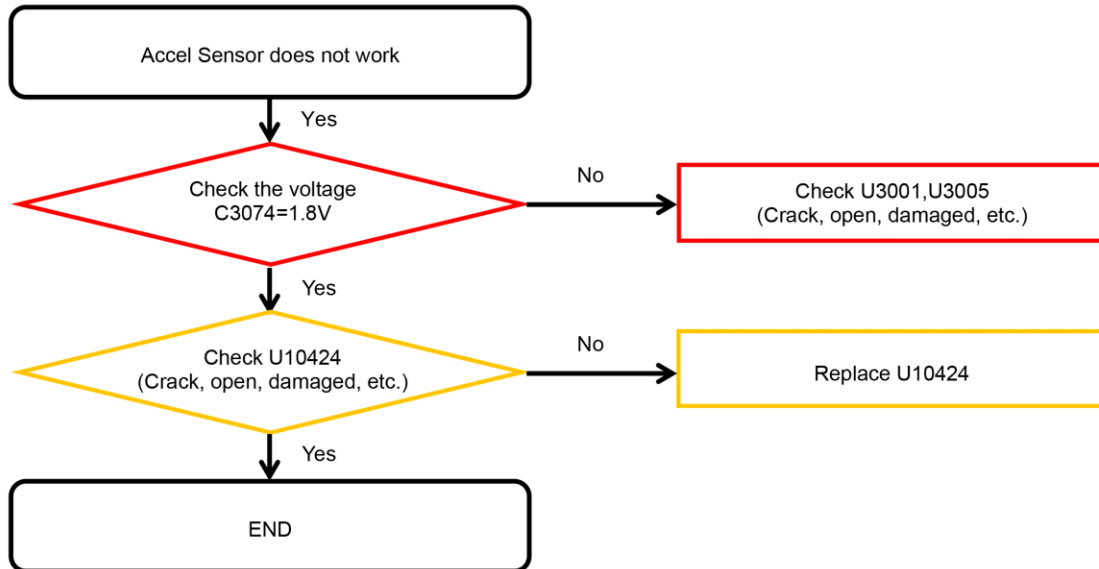 Accel Sensor does not work
Yes
Check the voltage
C3074=1.8V
No
Check U3001,U3005
(Crack, open, damaged, etc.)
Yes
Check U10424
(Crack, open, damaged, etc.)
No
Replace U10424
Yes
END